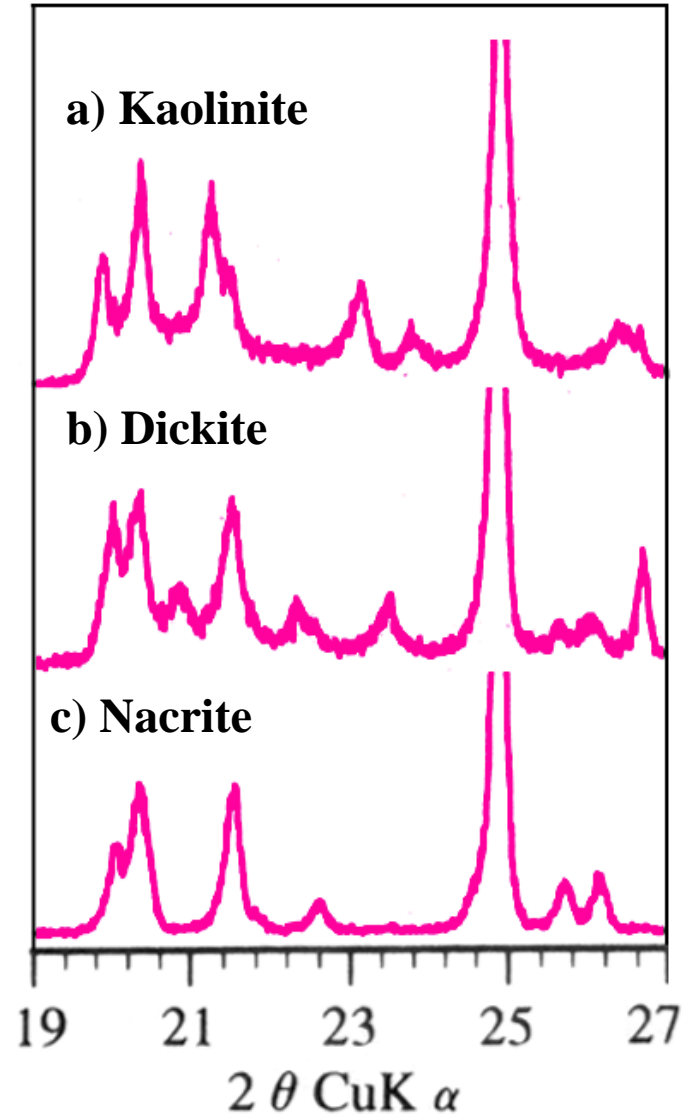 a) Kaolinite
b) Dickite
c) Nacrite
19 21 23 25 27
2 θ CuK α